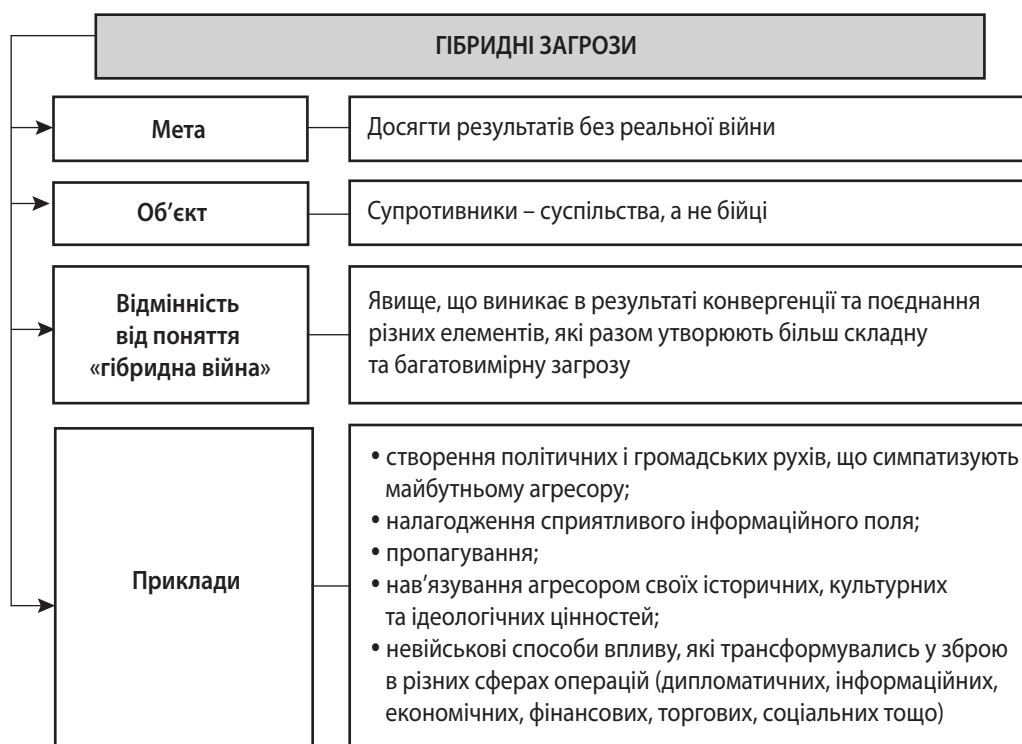 ГІБРИДНІ ЗАГРОЗИ
Мета
Досягти результатів без реальної війни
Об’єкт
Супротивники – суспільства, а не бійці
Відмінність
від поняття
«гібридна війна»
Явище, що виникає в результаті конвергенції та поєднання
різних елементів, які разом утворюють більш складну
та багатовимірну загрозу
Приклади
• створення політичних і громадських рухів, що симпатизують
майбутньому агресору;
• налагодження сприятливого інформаційного поля;
• пропагування;
• нав’язування агресором своїх історичних, культурних
та ідеологічних цінностей;
• невійськові способи впливу, які трансформувались у зброю
в різних сферах операцій (дипломатичних, інформаційних,
економічних, фінансових, торгових, соціальних тощо)